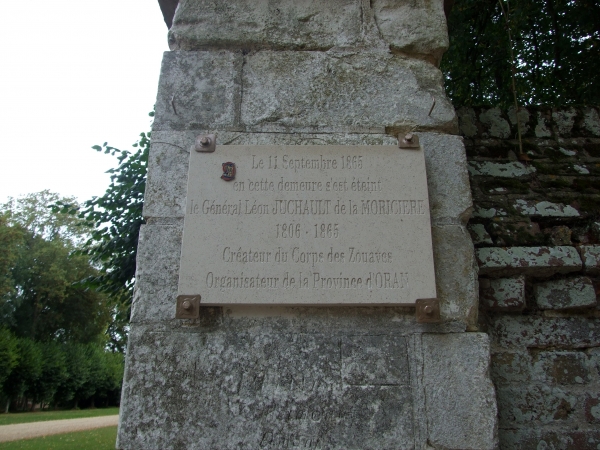 Le 11 Septembre 1865
en cette demeure s'est éteint
le Général Léon JUCHAULT de la MORICIERE
1806 - 1865
Créateur du Corps des Zouaves
Organisateur de la Province d'ORAN